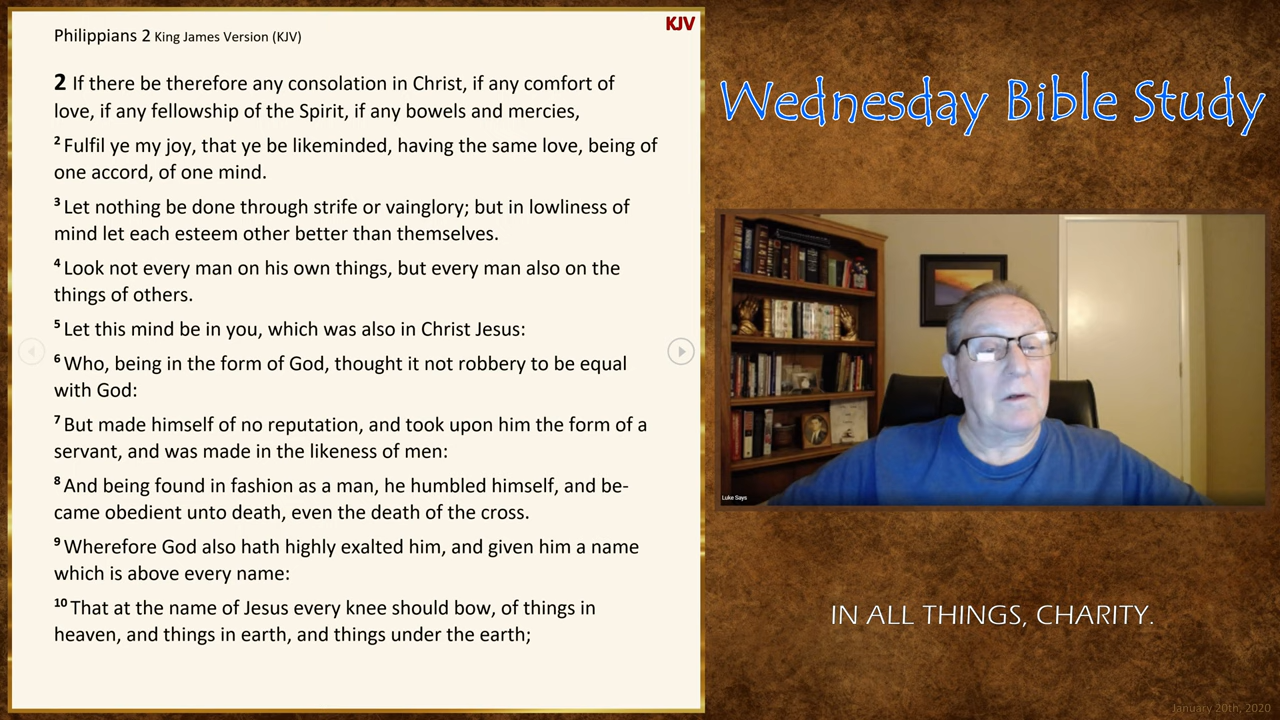 Philippians 2 King James Version (KJV)
KJV
2 If there be therefore any consolation in Christ, if any comfort of
love, if any fellowship of the Spirit, if any bowels and mercies,
2 Fulfil ye my joy, that ye be likeminded, having the same love, being of
one accord, of one mind.
3 Let nothing be done through strife or vainglory; but in lowliness of
mind let each esteem other better than themselves.
4 Look not every man on his own things, but every man also on the
things of others.
5 Let this mind be in you, which was also in Christ Jesus:
6 Who, being in the form of God, thought it not robbery to be equal
with God:
7 But made himself of no reputation, and took upon him the form of a
servant, and was made in the likeness of men:
8 And being found in fashion as a man, he humbled himself, and be-
came obedient unto death, even the death of the cross.
9 Wherefore God also hath highly exalted him, and given him a name
which is above every name:
10 That at the name of Jesus every knee should bow, of things in
heaven, and things in earth, and things under the earth;
Wednesday Bible Study
Luke Says
IN ALL THINGS, CHARITY.
January 20th, 2020